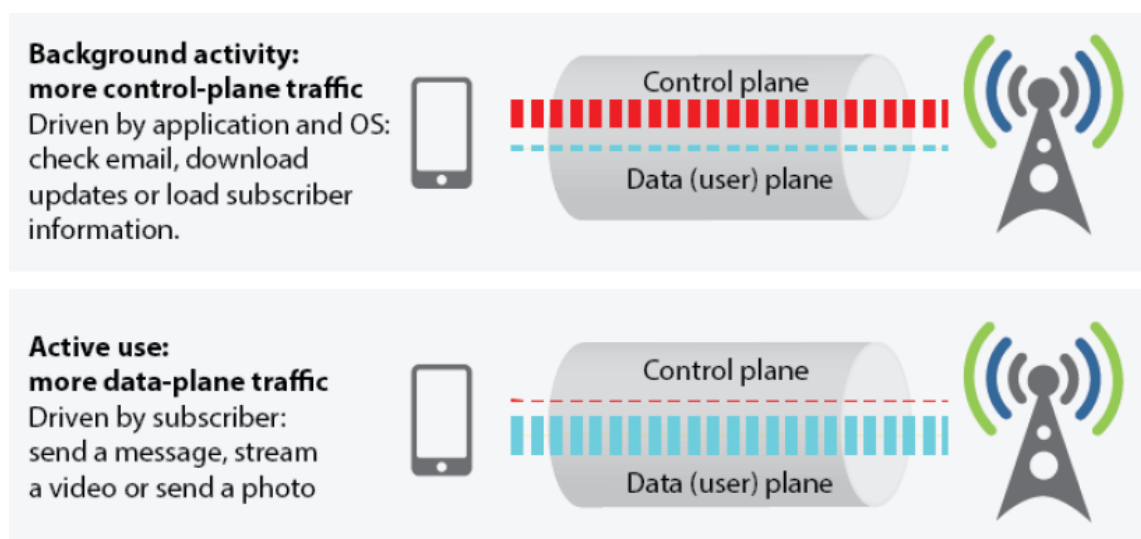 Background activity:
more control-plane traffic
Driven by application and OS:
check email, download
updates or load subscriber
information.
Control plane
Data (user) plane
Active use:
more data-plane traffic
Driven by subscriber:
send a message, stream
a video or send a photo
Control plane
Data (user) plane